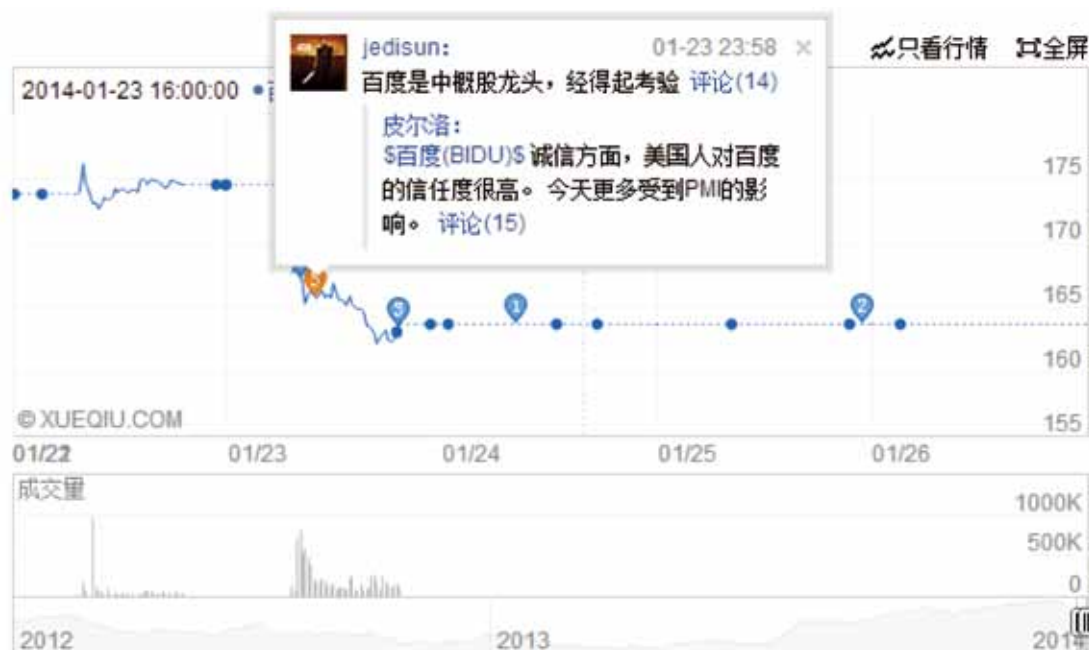 jedisun: 01-23 23:58 ×
百度是中概股龙头，经得起考验 评论(14)
皮尔洛：
$百度(BIDU)$ 诚信方面，美国人对百度
的信任度很高。今天更多受到PMI的影
响。 评论(15)
只看行情 全屏
2014-01-23 16:00:00
175
170
165
160
155
3
1
2
© XUEQIU.COM
01/22 01/23 01/24 01/25 01/26
成交量
1000K
500K
0
2012 2013 2014